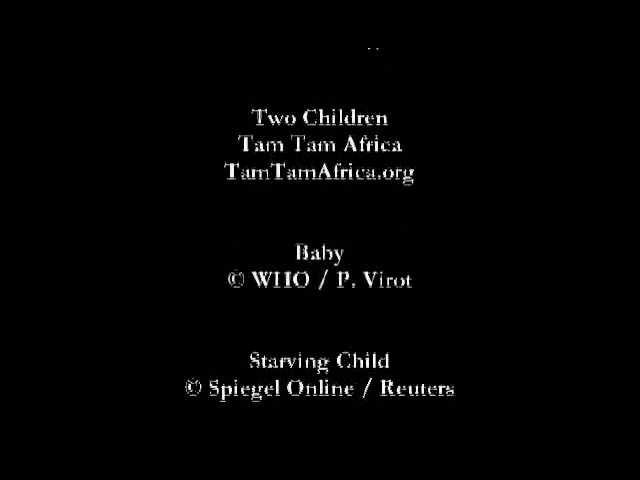 Two Children
Tam Tam Africa
TamTamAfrica.org
Baby
© WHO / P. Virot
Starving Child
© Spiegel Online / Reuters